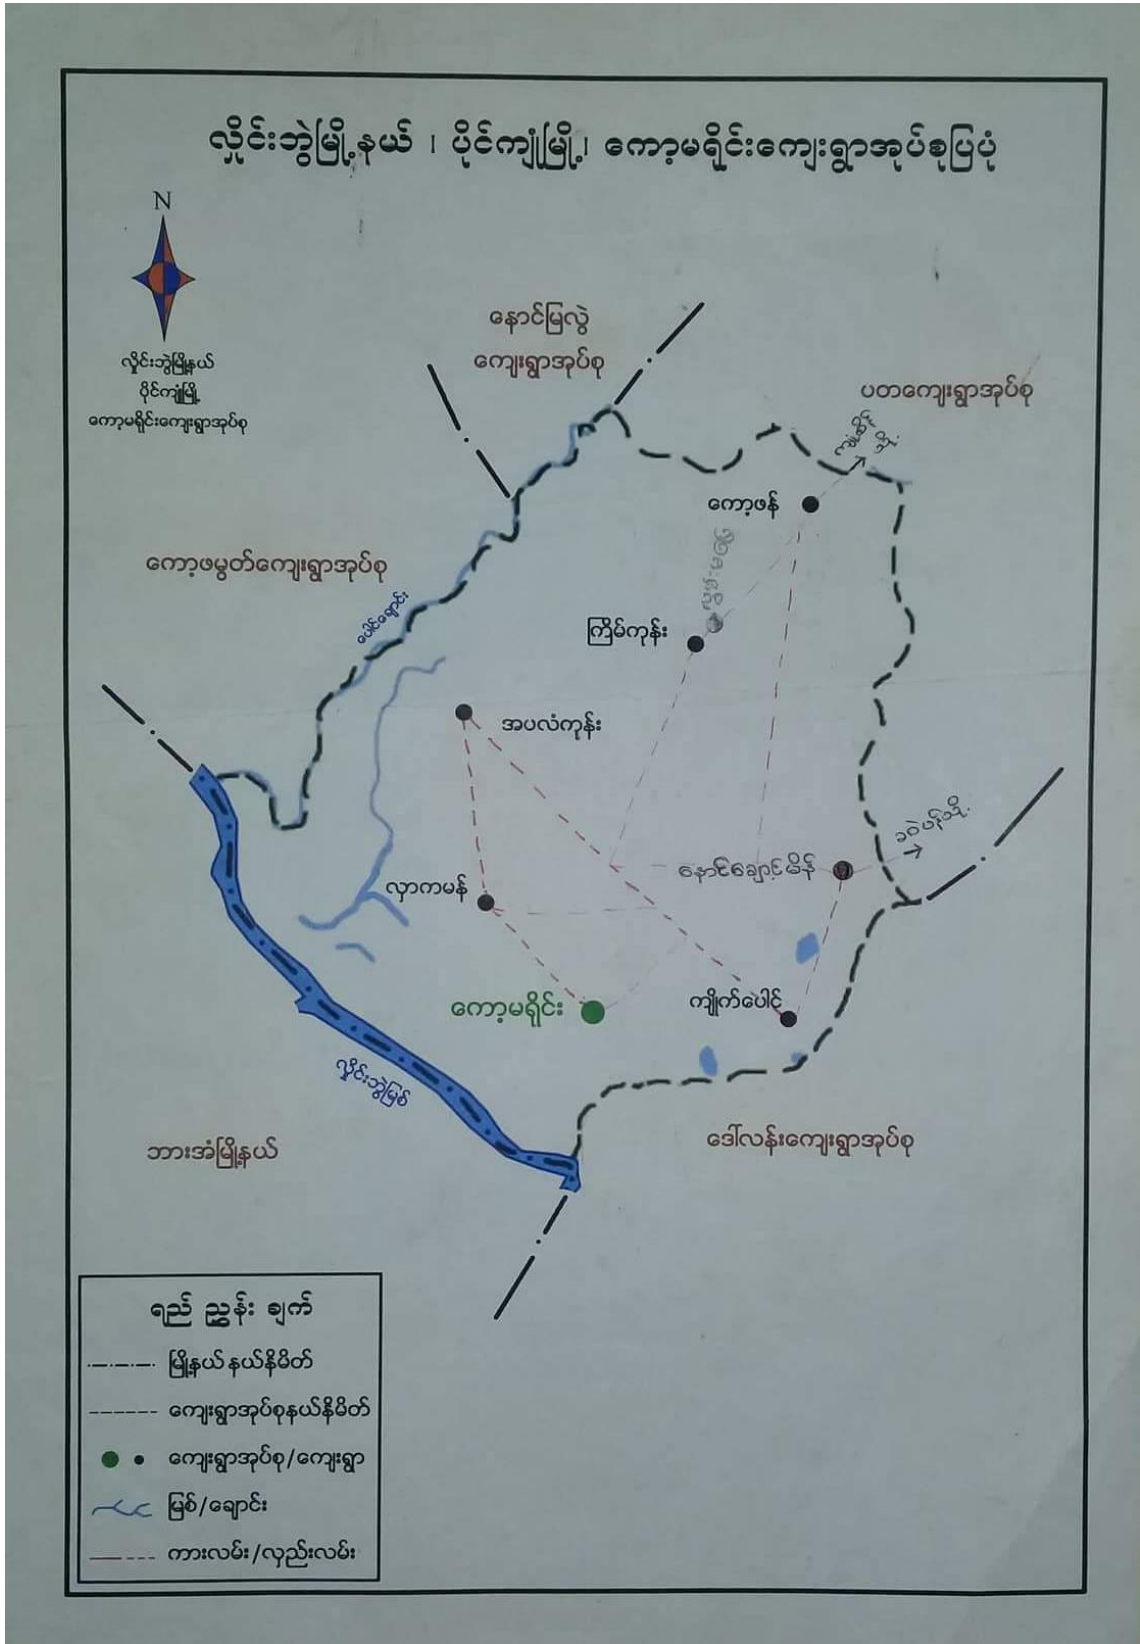 လှိုင်းဘွဲမြို့နယ် ၊ ပိုင်ကျုံမြို့၊ ကော့မရိုင်းကျေးရွာအုပ်စုပြပုံ
N
လှိုင်းဘွဲမြို့နယ်
ပိုင်ကျုံမြို့
ကော့မရိုင်းကျေးရွာအုပ်စု
နောင်မြလွဲ
ကျေးရွာအုပ်စု
ပတကျေးရွာအုပ်စု
ကော့ဖန်
ကော့ဖမွတ်ကျေးရွာအုပ်စု
ပေါင်ချောင်း
ကြိမ်ကုန်း
အပလံကုန်း
နောင်ချောင့်မိန်
လှာကမန်
ကော့မရိုင်း
ကျိုက်ပေါင်
လှိုင်းဘွဲမြစ်
ဘားအံမြို့နယ်
ဒေါ်လန်းကျေးရွာအုပ်စု
ရည် ညွှန်း ချက်
မြို့နယ်နယ်နိမိတ်
ကျေးရွာအုပ်စုနယ်နိမိတ်
ကျေးရွာအုပ်စု/ကျေးရွာ
မြစ်/ချောင်း
ကားလမ်း/လှည်းလမ်း